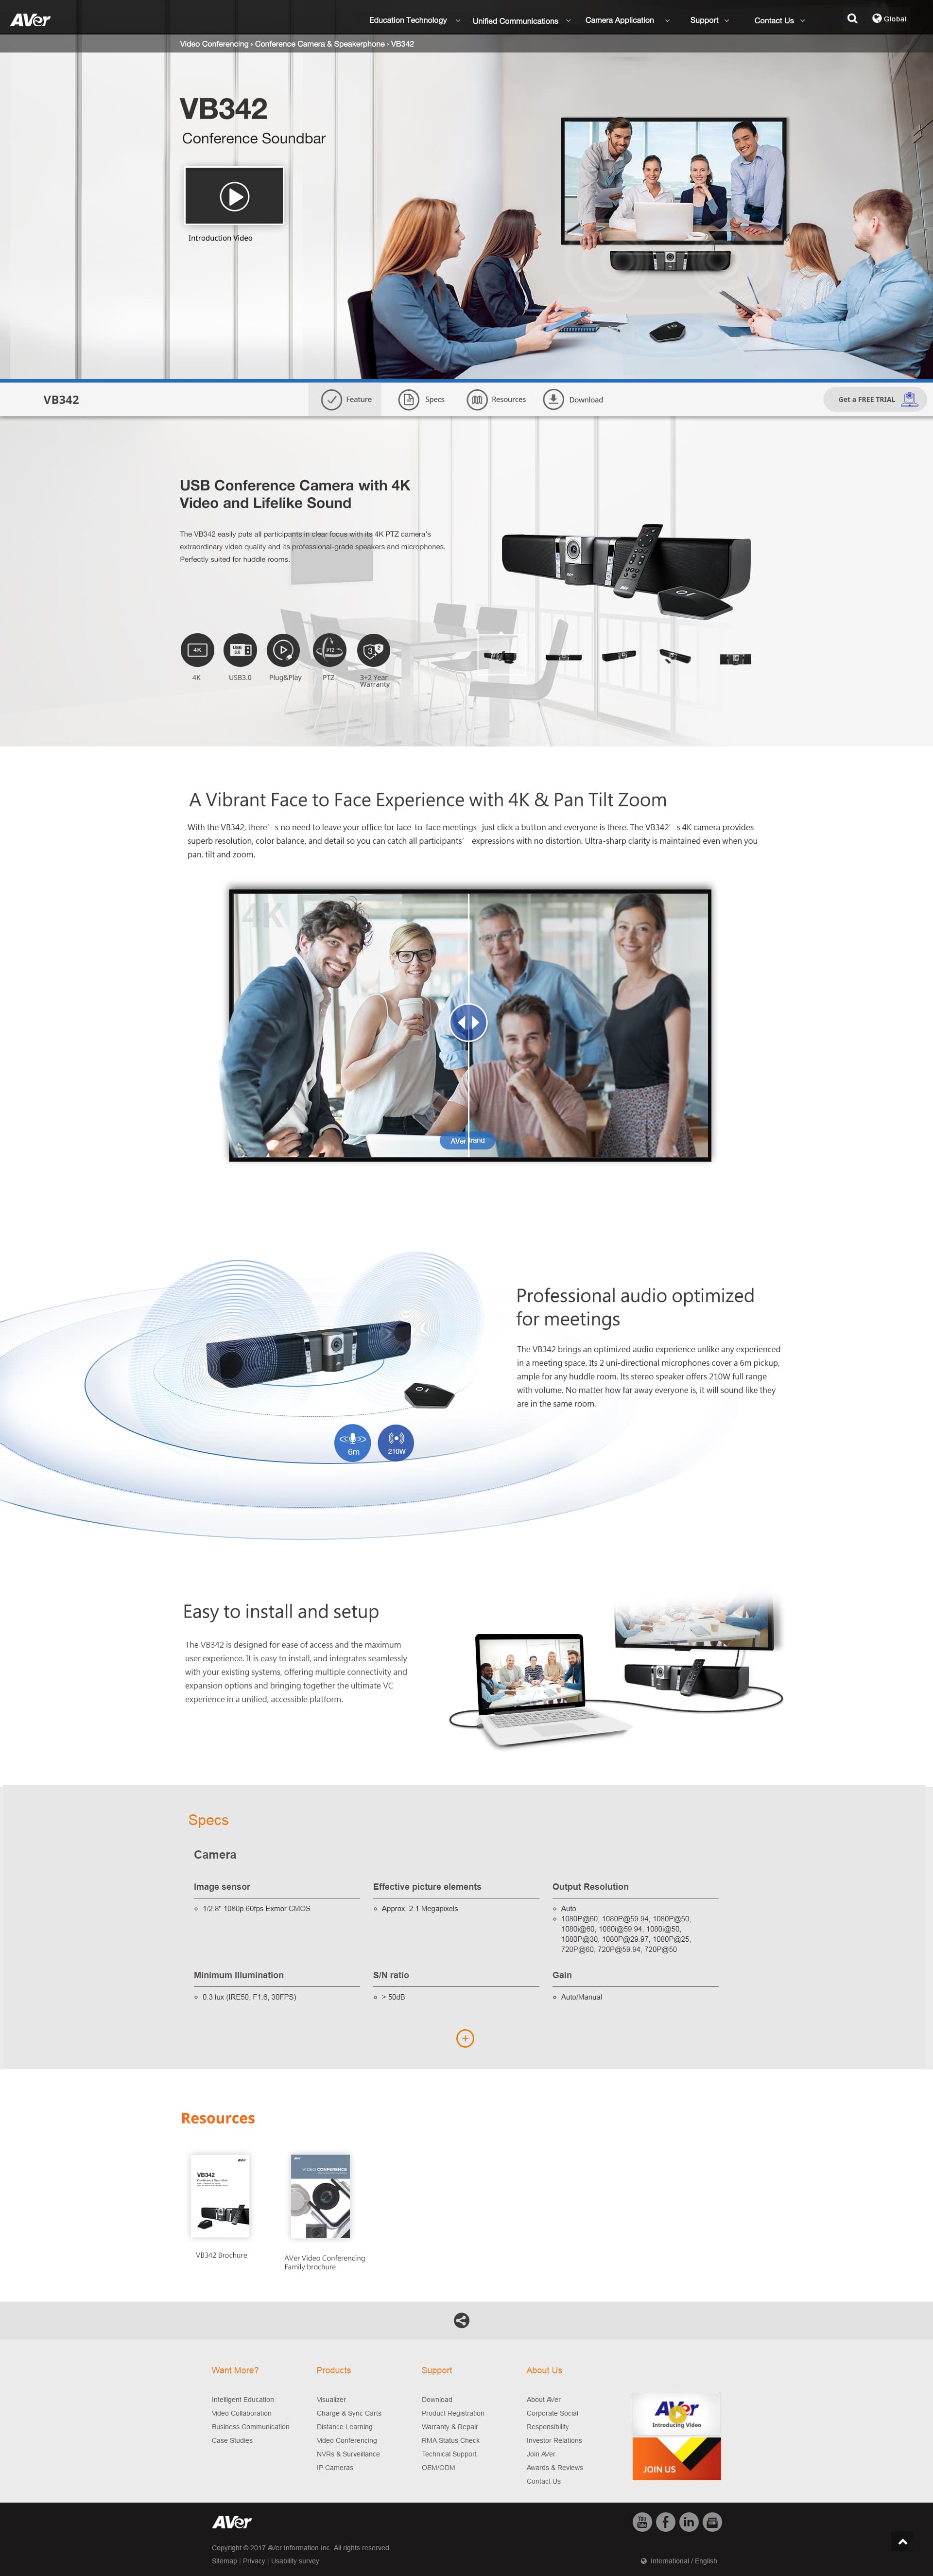 AVer
Education Technology
Unified Communications
Camera Application
Support
Contact Us
Global
Video Conferencing › Conference Camera & Speakerphone › VB342
VB342
Conference Soundbar
Introduction Video
VB342
Feature
Specs
Resources
Download
Get a FREE TRIAL
USB Conference Camera with 4K
Video and Lifelike Sound
The VB342 easily puts all participants in clear focus with its 4K PTZ camera's
extraordinary video quality and its professional-grade speakers and microphones.
Perfectly suited for huddle rooms.
4K
USB 3.0
PTZ
3+2
4K
USB3.0
Plug&Play
PTZ
3+2 Year
Warranty
A Vibrant Face to Face Experience with 4K & Pan Tilt Zoom
With the VB342, there's no need to leave your office for face-to-face meetings- just click a button and everyone is there. The VB342's 4K camera provides
superb resolution, color balance, and detail so you can catch all participants' expressions with no distortion. Ultra-sharp clarity is maintained even when you
pan, tilt and zoom.
4K
AVer
rand
Professional audio optimized
for meetings
The VB342 brings an optimized audio experience unlike any experienced
in a meeting space. Its 2 uni-directional microphones cover a 6m pickup,
ample for any huddle room. Its stereo speaker offers 210W full range
with volume. No matter how far away everyone is, it will sound like they
are in the same room.
6m
210W
Easy to install and setup
The VB342 is designed for ease of access and the maximum
user experience. It is easy to install, and integrates seamlessly
with your existing systems, offering multiple connectivity and
expansion options and bringing together the ultimate VC
experience in a unified, accessible platform.
Specs
Camera
Image sensor
1/2.8" 1080p 60fps Exmor CMOS
Effective picture elements
Approx. 2.1 Megapixels
Output Resolution
Auto
1080P@60, 1080P@59.94, 1080P@50,
1080i@60, 1080i@59.94, 1080i@50,
1080P@30, 1080P@29.97, 1080P@25,
720P@60, 720P@59.94, 720P@50
Minimum Illumination
0.3 lux (IRE50, F1.6, 30FPS)
S/N ratio
> 50dB
Gain
Auto/Manual
Resources
AVer
VB342
Conference Soundbar
VIDEO CONFERENCE
VB342 Brochure
AVer Video Conferencing
Family brochure
Want More?
Intelligent Education
Video Collaboration
Business Communication
Case Studies
Products
Visualizer
Charge & Sync Carts
Distance Learning
Video Conferencing
NVRs & Surveillance
IP Cameras
Support
Download
Product Registration
Warranty & Repair
RMA Status Check
Technical Support
OEM/ODM
About Us
About AVer
Corporate Social
Responsibility
Investor Relations
Join AVer
Awards & Reviews
Contact Us
AVer
Introducing Video
JOIN US
AVer
You Tube
f
in
Copyright © 2017 AVer Information Inc. All rights reserved.
Sitemap | Privacy | Usability survey
International / English